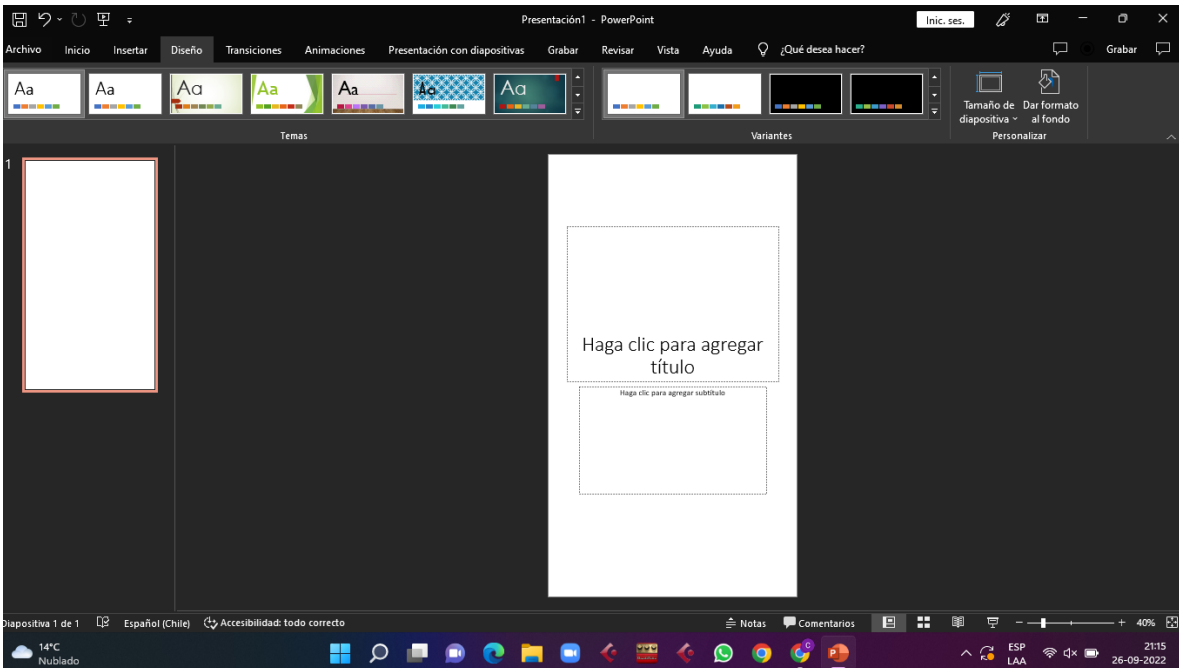 Presentación1 - PowerPoint
Inic. ses.
Archivo Inicio Insertar Diseño Transiciones Animaciones Presentación con diapositivas Grabar Revisar Vista Ayuda ¿Qué desea hacer? Grabar
Aa Aa Aa Aa Aa Aa Aa
Tamaño de diapositiva
Dar formato al fondo
Temas Variantes Personalizar
1
Haga clic para agregar
título
Haga clic para agregar subtítulo
Diapositiva 1 de 1 Español (Chile) Accesibilidad: todo correcto Notas Comentarios 40%
14°C
Nublado
ESP
LAA
21:15
26-09-2022